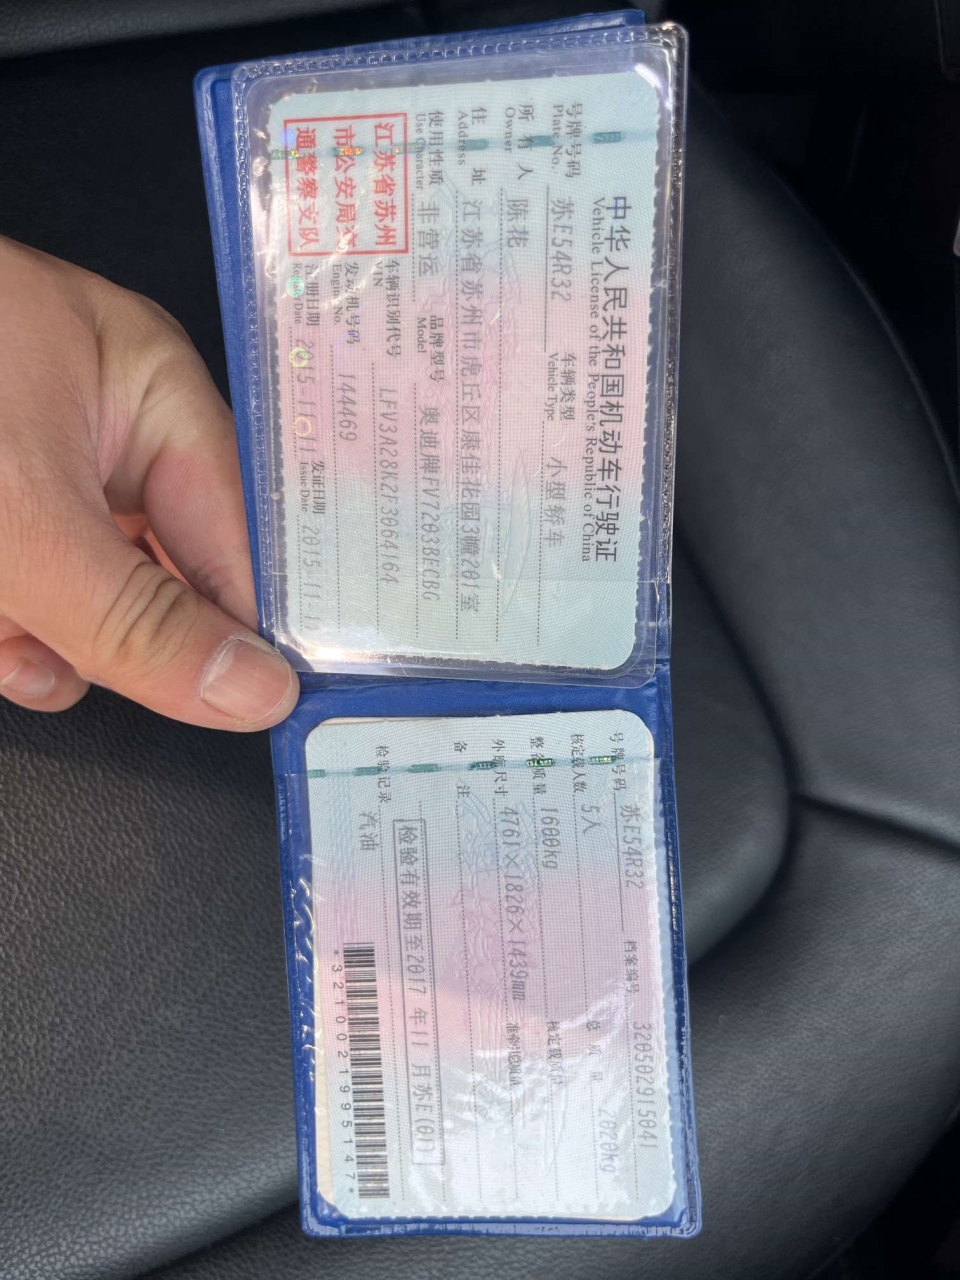 中华人民共和国机动车行驶证
Vehicle License of the People's Republic of China
号牌号码 苏E54R32 车辆类型 小型轿车
Plate No. Vehicle Type
所有人 陈花
Owner
住址 江苏省苏州市虎丘区康佳花园3幢201室
Address
使用性质 非营运 品牌型号 奥迪牌FV7203BECBG
Use Character Model
江苏省苏州
市公安局交
通警察支队
车辆识别代号 LFV3A28K2F3064164
VIN
发动机号码 144469
Engine No.
注册日期 2015-11-11 发证日期 2015-11-11
Register Date Issue Date
号牌号码 苏E54R32 档案编号 320502915041
核定载人数 5人 总质量 2020kg
整备质量 1600kg 核定载质量
外廓尺寸 4761×1826×1439mm 准牵引总质量
备注
检验有效期至2017年11月苏E(01)
检验记录 汽油
*3210021995147*